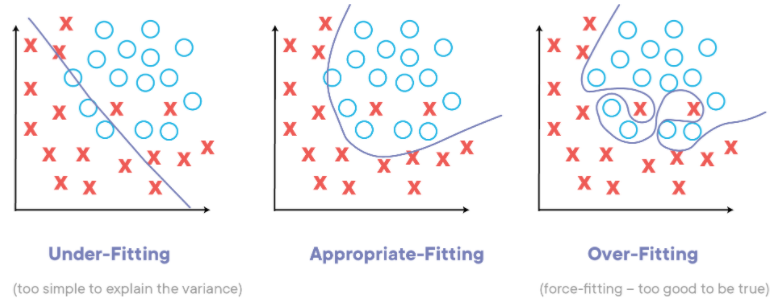 Under-Fitting
Appropriate-Fitting
Over-Fitting
(too simple to explain the variance)
(force-fitting – too good to be true)